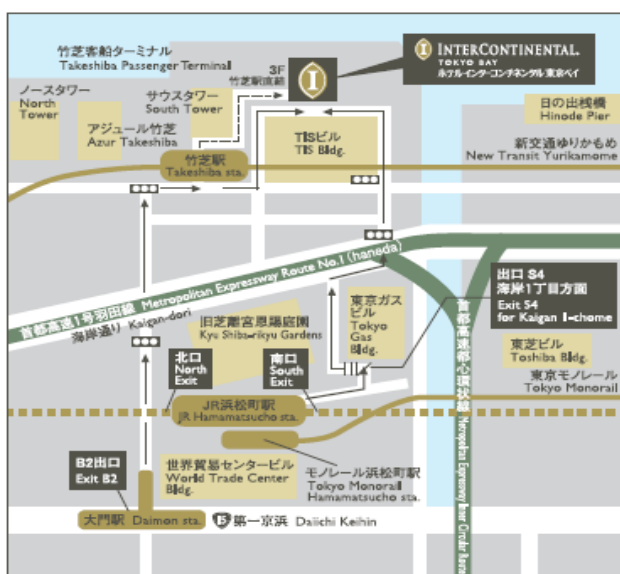 竹芝客船ターミナル
Takeshiba Passenger Terminal
3F
竹芝駅直結
INTERCONTINENTAL.
TOKYO BAY
ホテル インターコンチネンタル 東京ベイ
ノースタワー
North
Tower
サウスタワー
South Tower
アジュール竹芝
Azur Takeshiba
日の出桟橋
Hinode Pier
TISビル
TIS Bldg.
竹芝駅
Takeshiba sta.
新交通ゆりかもめ
New Transit Yurikamome
首都高速1号羽田線 Metropolitan Expressway Route No.1 (haneda)
海岸通り Kaigan-dori
出口 S4
海岸1丁目方面
Exit S4
for Kaigan 1-chome
東京ガス
ビル
Tokyo
Gas
Bldg.
旧芝離宮恩賜庭園
Kyu Shiba-rikyu Gardens
首都高速都心環状線 Metropolitan Expressway Inner Circular Route
東芝ビル
Toshiba Bldg.
北口
North
Exit
南口
South
Exit
東京モノレール
Tokyo Monorail
JR浜松町駅
JR Hamamatsucho sta.
B2出口
Exit B2
世界貿易センタービル
World Trade Center
Bldg.
モノレール浜松町駅
Tokyo Monorail
Hamamatsucho sta.
大門駅 Daimon sta.
15 第一京浜 Daiichi Keihin